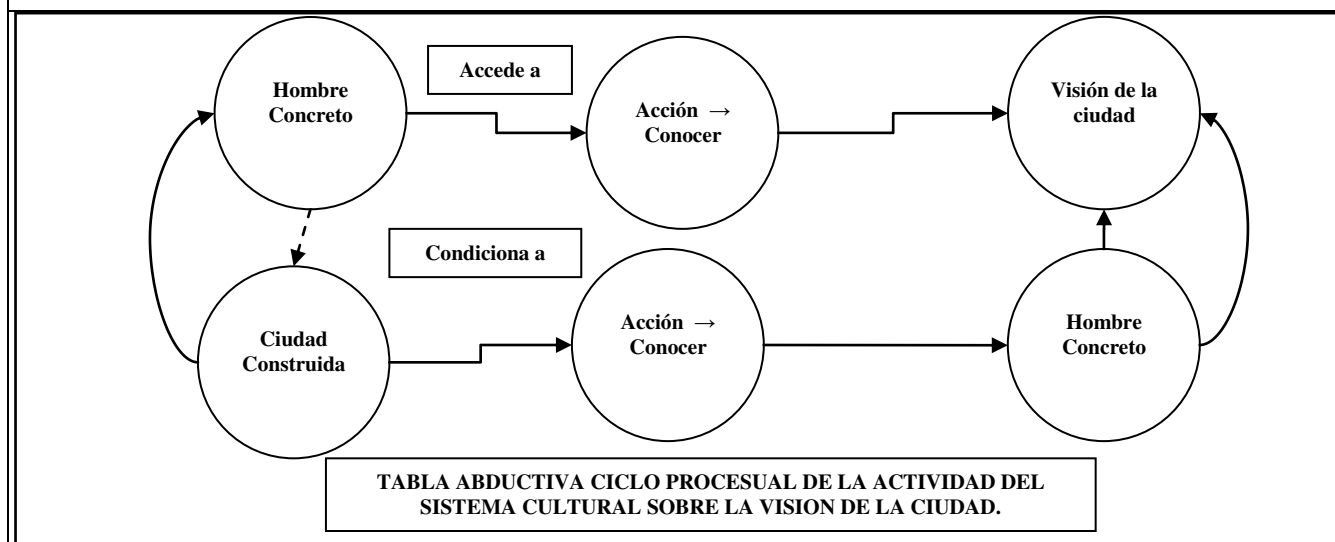 Hombre
Concreto
Accede a
Acción →
Conocer
Visión de la
ciudad
Condiciona a
Ciudad
Construida
Acción →
Conocer
Hombre
Concreto
TABLA ABDUCTIVA CICLO PROCESUAL DE LA ACTIVIDAD DEL
SISTEMA CULTURAL SOBRE LA VISION DE LA CIUDAD.